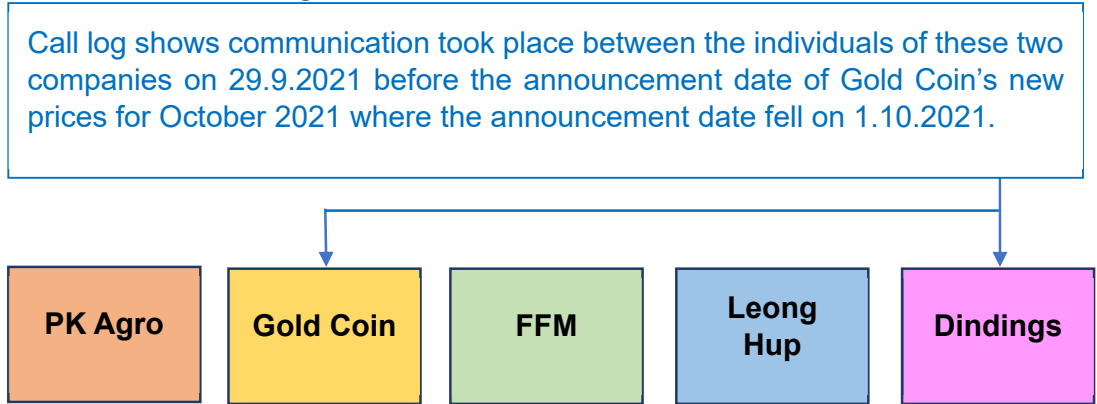 Call log shows communication took place between the individuals of these two
companies on 29.9.2021 before the announcement date of Gold Coin’s new
prices for October 2021 where the announcement date fell on 1.10.2021.
PK Agro
Gold Coin
FFM
Leong
Hup
Dindings